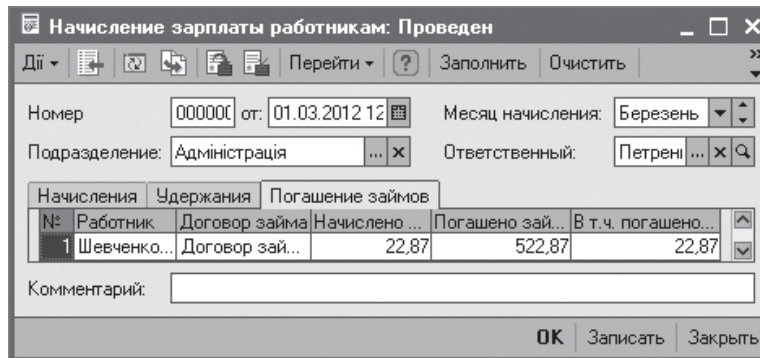 Начисление зарплаты работникам: Проведен
Дії Перейти ? Заполнить Очистить
Номер 000000 от: 01.03.2012 12 Месяц начисления: Березень
Подразделение: Адміністрація ... Ответственный: Петрені ...
Начисления Удержания Погашение займов
№ Работник Договор займа Начислено ... Погашено зай... В т.ч. погашено...
1 Шевченко... Договор зай... 22,87 522,87 22,87
Комментарий:
OK Записать Закрыть